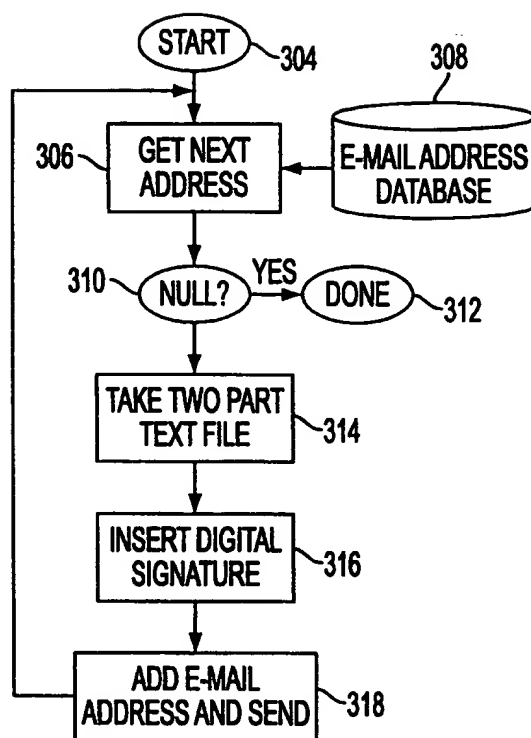 START
304
308
306
GET NEXT
ADDRESS
E-MAIL ADDRESS
DATABASE
310
NULL?
YES
DONE
312
TAKE TWO PART
TEXT FILE
314
INSERT DIGITAL
SIGNATURE
316
ADD E-MAIL
ADDRESS AND SEND
318